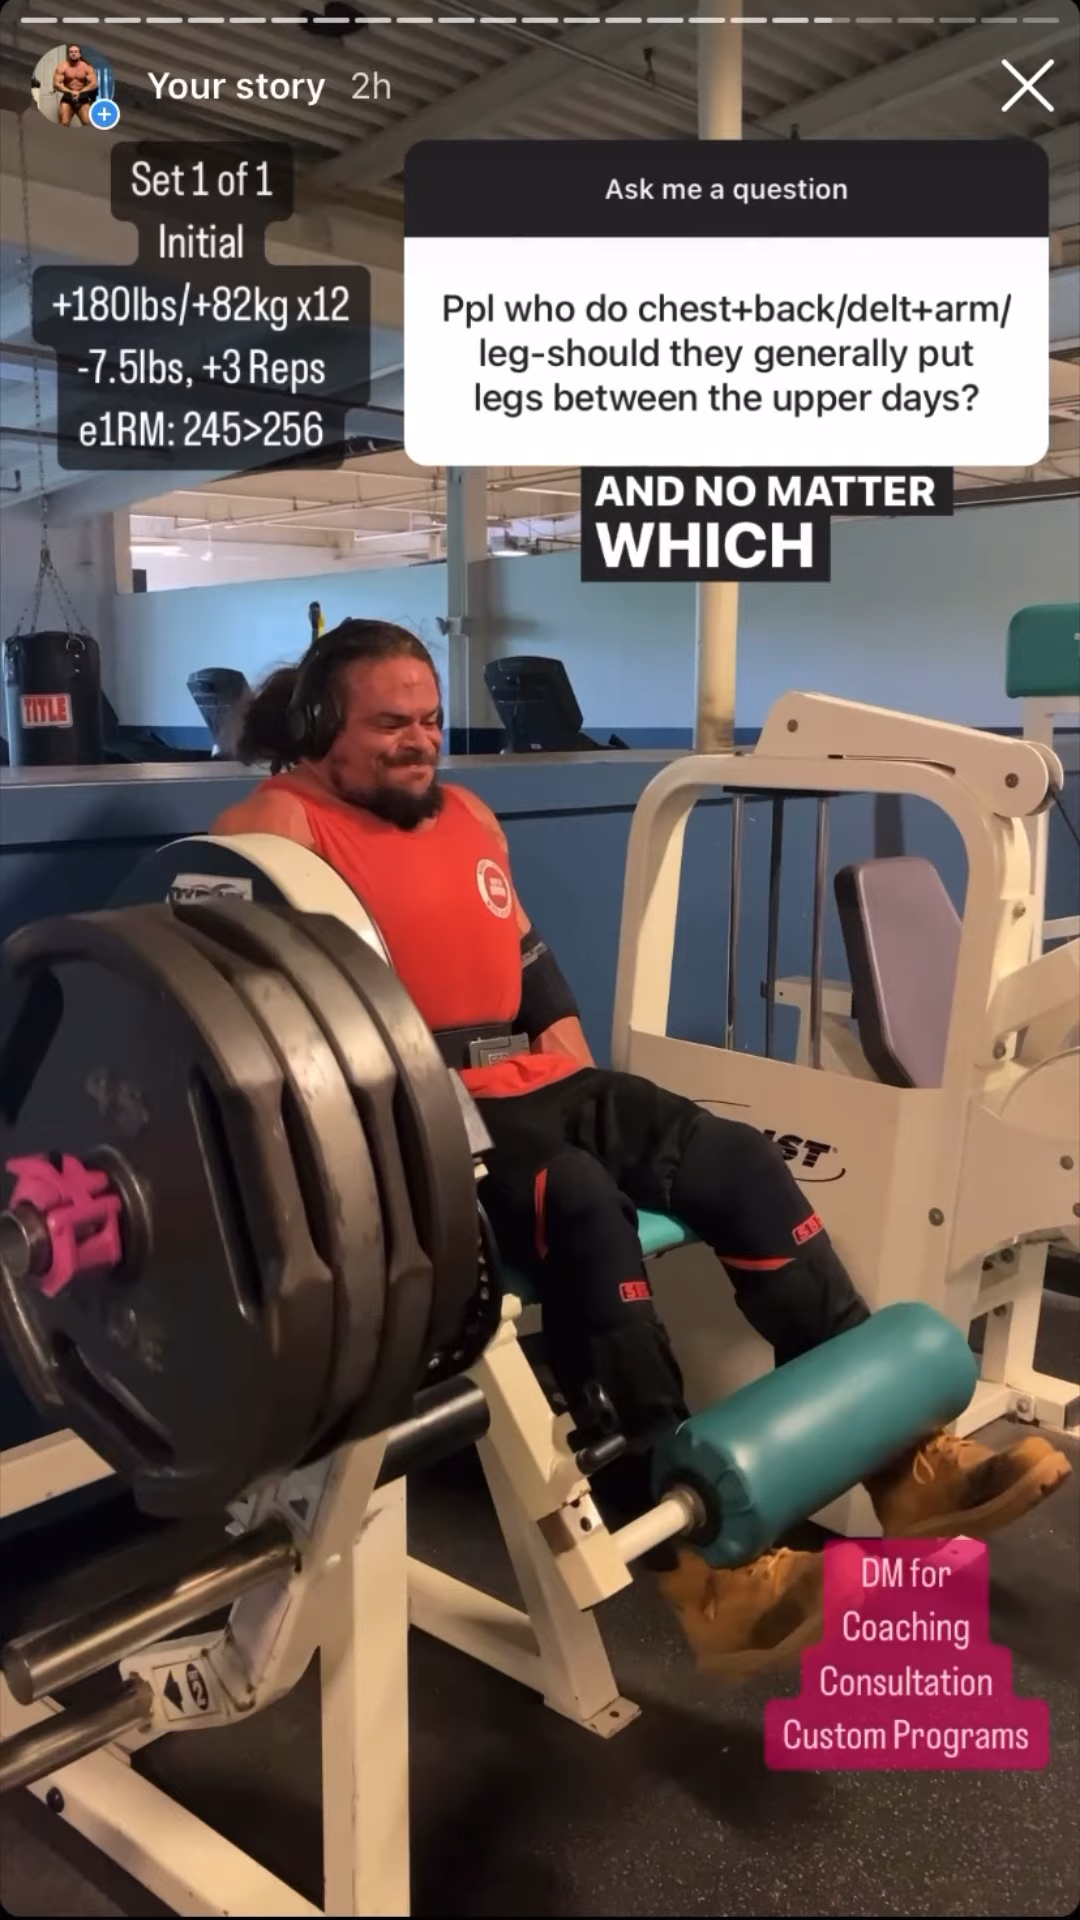 Your story 2h
Set 1 of 1
Initial
+180lbs/+82kg x12
-7.5lbs, +3 Reps
e1RM: 245>256
Ask me a question
Ppl who do chest+back/delt+arm/
leg-should they generally put
legs between the upper days?
AND NO MATTER
WHICH
TITLE
45
DM for
Coaching
Consultation
Custom Programs